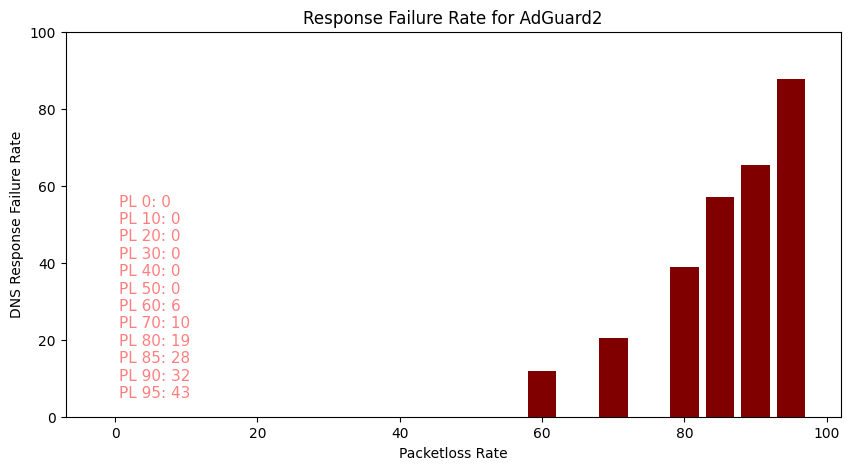 Response Failure Rate for AdGuard2
100
80
60
40
20
0
DNS Response Failure Rate
PL 0: 0
PL 10: 0
PL 20: 0
PL 30: 0
PL 40: 0
PL 50: 0
PL 60: 6
PL 70: 10
PL 80: 19
PL 85: 28
PL 90: 32
PL 95: 43
0 20 40 60 80 100
Packetloss Rate